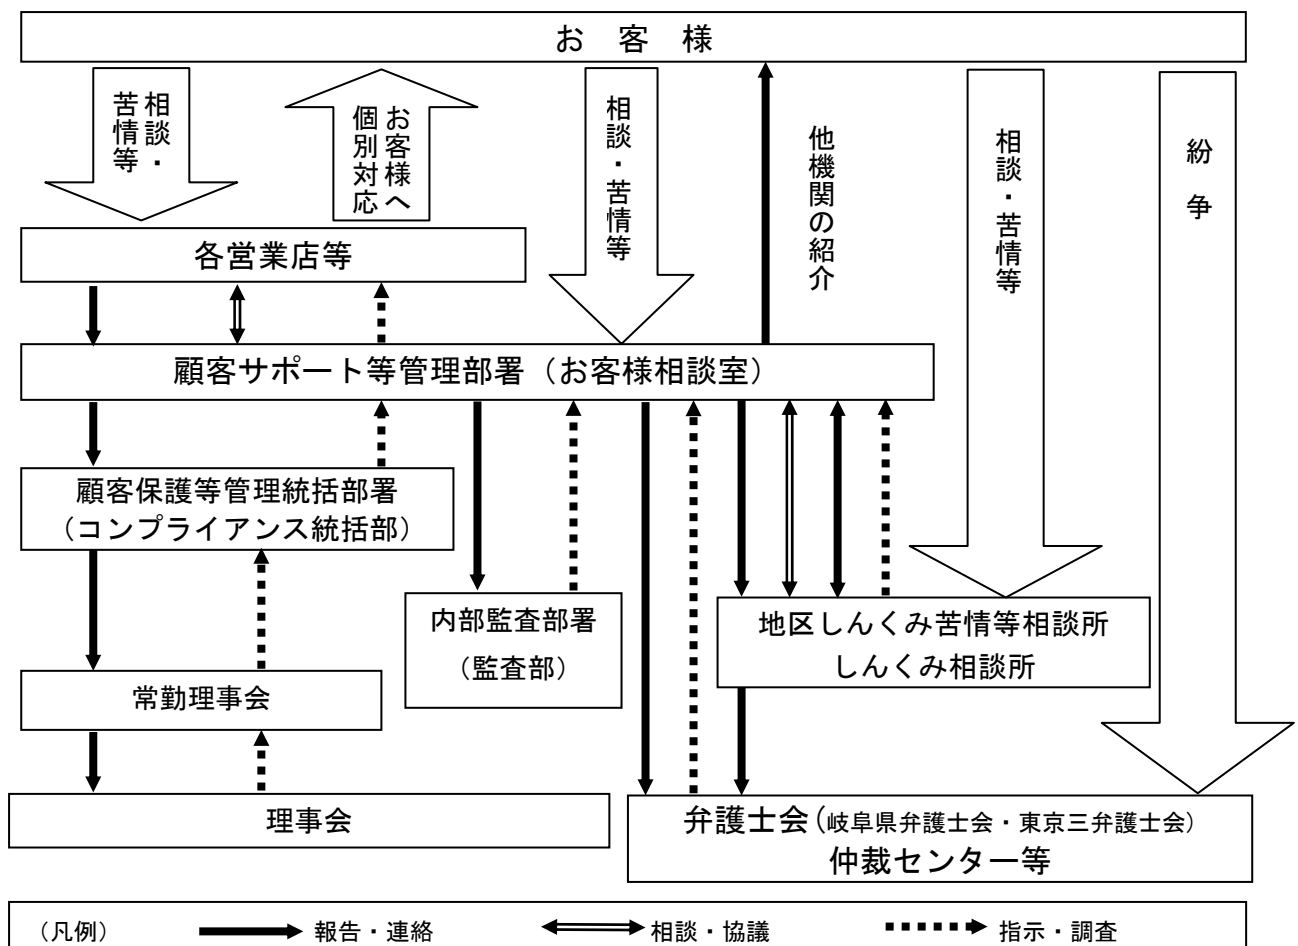 お　客　様
相談・
苦情等
お客様へ
個別対応
相談・苦情等
他機関の紹介
相談・苦情等
紛　争
各営業店等
顧客サポート等管理部署（お客様相談室）
顧客保護等管理統括部署
（コンプライアンス統括部）
内部監査部署
（監査部）
地区しんくみ苦情等相談所
しんくみ相談所
常勤理事会
理事会
弁護士会（岐阜県弁護士会・東京三弁護士会）
仲裁センター等
（凡例）　報告・連絡　相談・協議　指示・調査